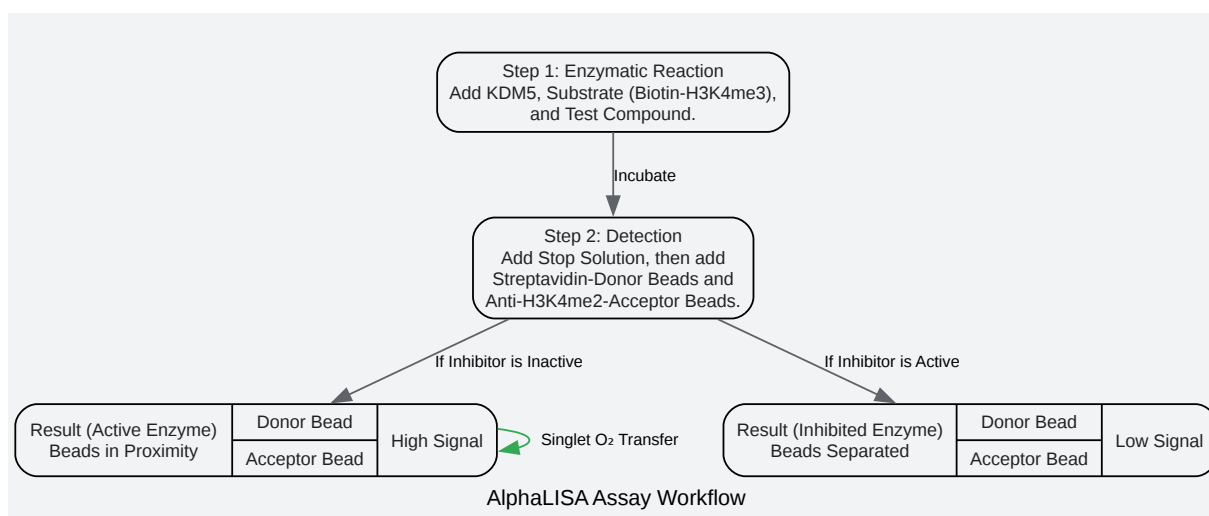 Step 1: Enzymatic Reaction
Add KDM5, Substrate (Biotin-H3K4me3),
and Test Compound.
Incubate
Step 2: Detection
Add Stop Solution, then add
Streptavidin-Donor Beads and
Anti-H3K4me2-Acceptor Beads.
If Inhibitor is Inactive
If Inhibitor is Active
Result (Active Enzyme)
Beads in Proximity
Donor Bead
Acceptor Bead
High Signal
Singlet O₂ Transfer
Result (Inhibited Enzyme)
Beads Separated
Donor Bead
Acceptor Bead
Low Signal
AlphaLISA Assay Workflow